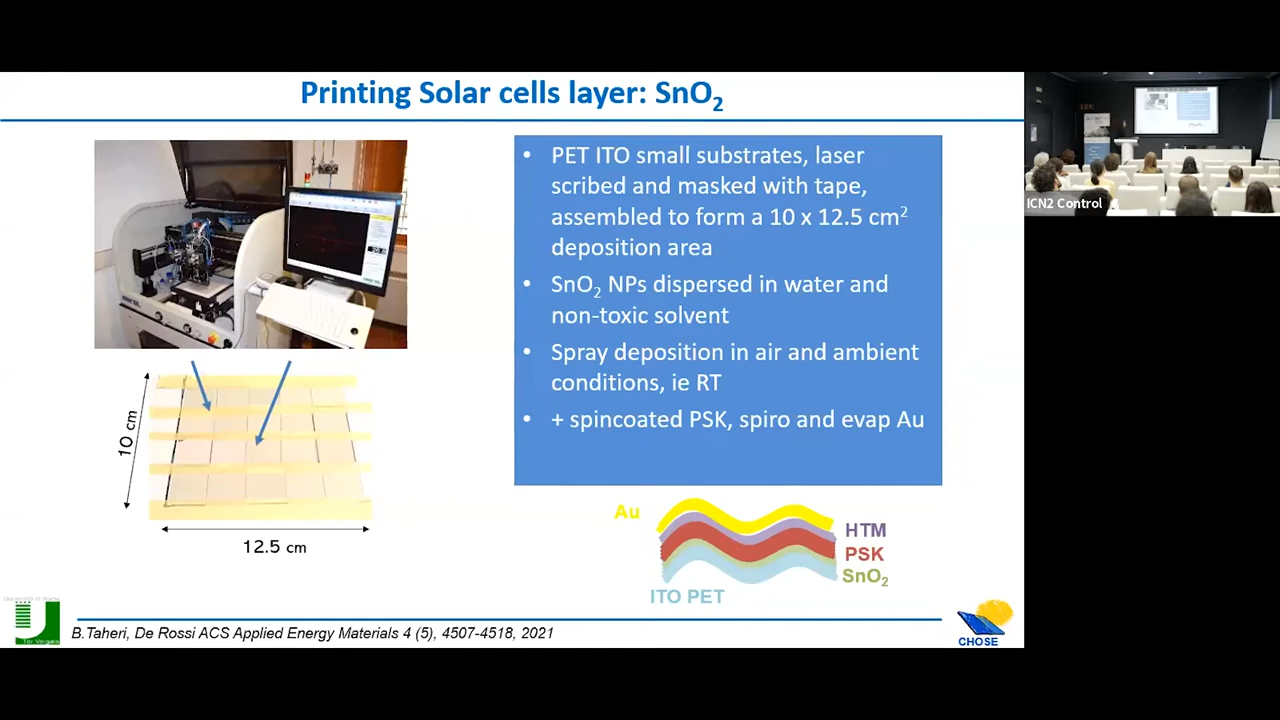 Printing Solar cells layer: SnO₂
• PET ITO small substrates, laser
scribed and masked with tape,
assembled to form a 10 x 12.5 cm²
deposition area
• SnO₂ NPs dispersed in water and
non-toxic solvent
• Spray deposition in air and ambient
conditions, ie RT
• + spincoated PSK, spiro and evap Au
10 cm
12.5 cm
Au
HTM
PSK
SnO₂
ITO PET
Tor Vergata
B.Taheri, De Rossi ACS Applied Energy Materials 4 (5), 4507-4518, 2021
CHOSE
ICN2 Control